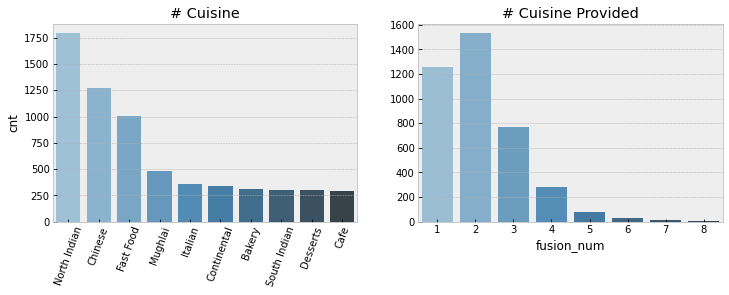 # Cuisine
cnt
1750
1500
1250
1000
750
500
250
0
North Indian
Chinese
Fast Food
Mughlai
Italian
Continental
Bakery
South Indian
Desserts
Cafe
# Cuisine Provided
1600
1400
1200
1000
800
600
400
200
0
1 2 3 4 5 6 7 8
fusion_num